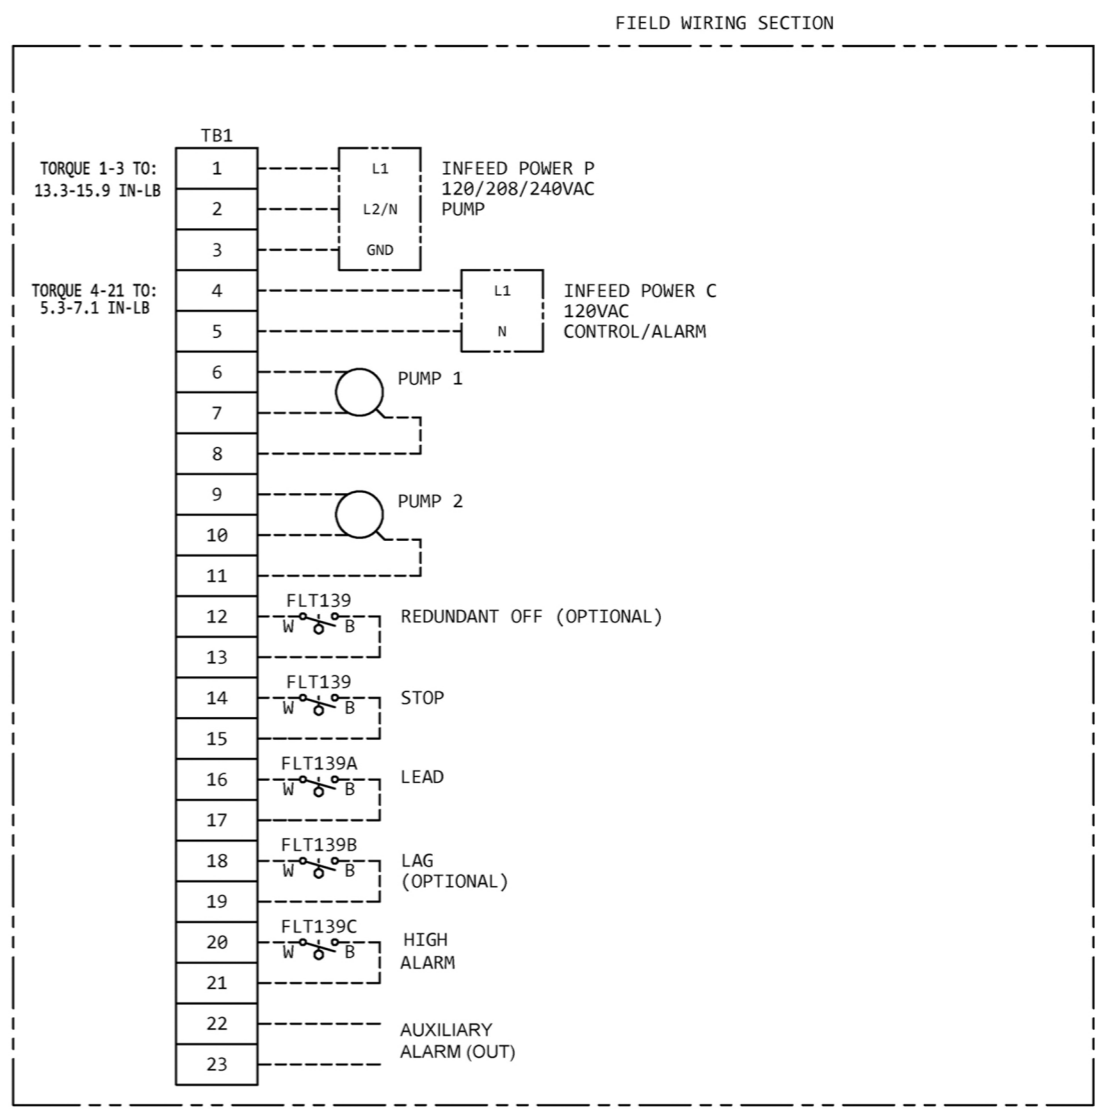 FIELD WIRING SECTION
TB1
TORQUE 1-3 TO:
13.3-15.9 IN-LB
1
L1
INFEED POWER P
120/208/240VAC
2
L2/N
PUMP
3
GND
TORQUE 4-21 TO:
5.3-7.1 IN-LB
4
L1
INFEED POWER C
120VAC
5
N
CONTROL/ALARM
6
PUMP 1
7
8
9
PUMP 2
10
11
FLT139
12
W B
REDUNDANT OFF (OPTIONAL)
13
FLT139
14
W B
STOP
15
FLT139A
16
W B
LEAD
17
FLT139B
18
W B
LAG
(OPTIONAL)
19
FLT139C
20
W B
HIGH
ALARM
21
22
AUXILIARY
ALARM (OUT)
23